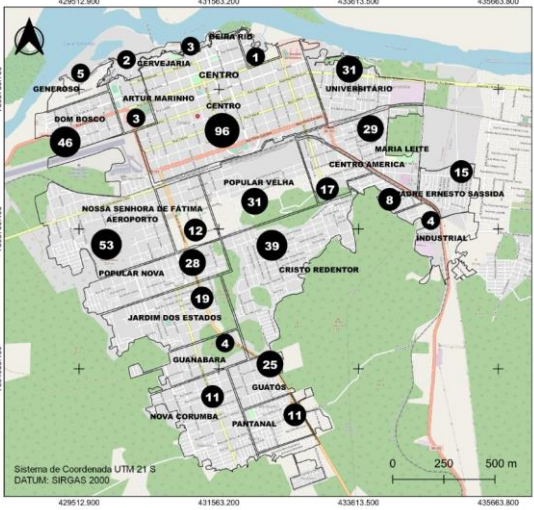 429512.900 431563.200 433613.500 435663.800
BEIRA RIO
3
2
1
CERVEJARIA
5
CENTRO
31
GENEROSO
UNIVERSITÁRIO
ARTUR MARINHO
CENTRO
DOM BOSCO
3
96
29
46
MARIA LEITE
CENTRO AMERICA
15
POPULAR VELHA
17
ADRE ERNESTO SASSIDA
8
31
NOSSA SENHORA DE FÁTIMA
AEROPORTO
4
12
INDUSTRIAL
53
39
28
POPULAR NOVA
CRISTO REDENTOR
19
JARDIM DOS ESTADOS
4
GUANABARA
25
GUATÓS
11
NOVA CORUMBA
11
PANTANAL
Sistema de Coordenada UTM 21 S
DATUM: SIRGAS 2000
0 250 500 m
429512.900 431563.200 433613.500 435663.800